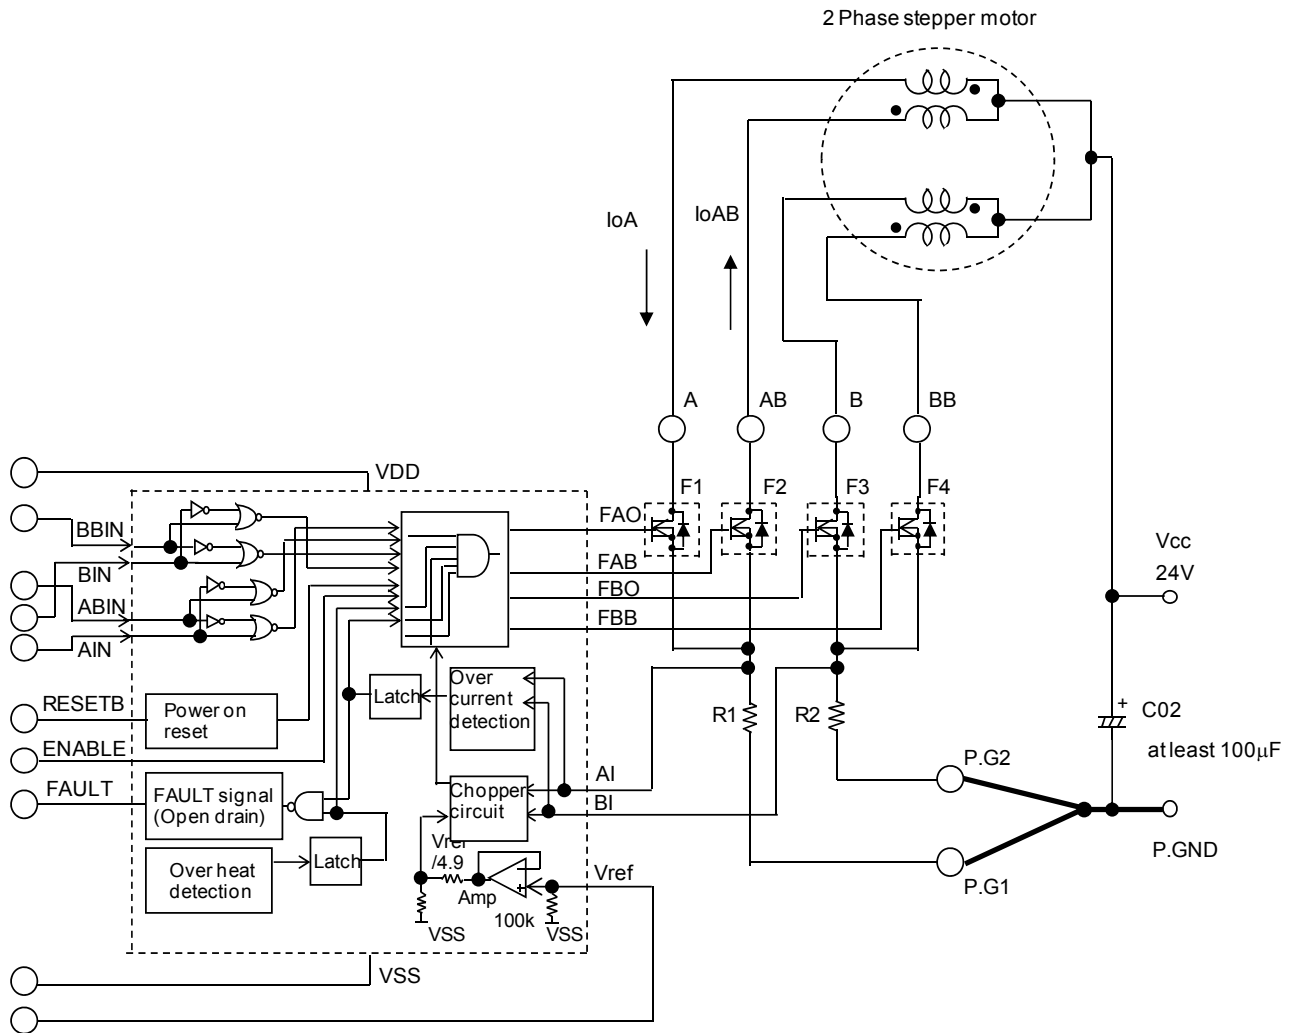 2 Phase stepper motor
IoA
IoAB
A
AB
B
BB
VDD
F1
F2
F3
F4
BBIN
BIN
ABIN
AIN
FAO
FAB
FBO
FBB
Vcc
24V
RESETB
Power on
reset
Latch
Over
current
detection
R1
R2
C02
+
at least 100µF
ENABLE
FAULT
FAULT signal
(Open drain)
Chopper
circuit
AI
BI
P.G2
P.GND
P.G1
Over heat
detection
Latch
Vref
/4.9
Amp
+
100k
Vref
VSS
VSS
VSS